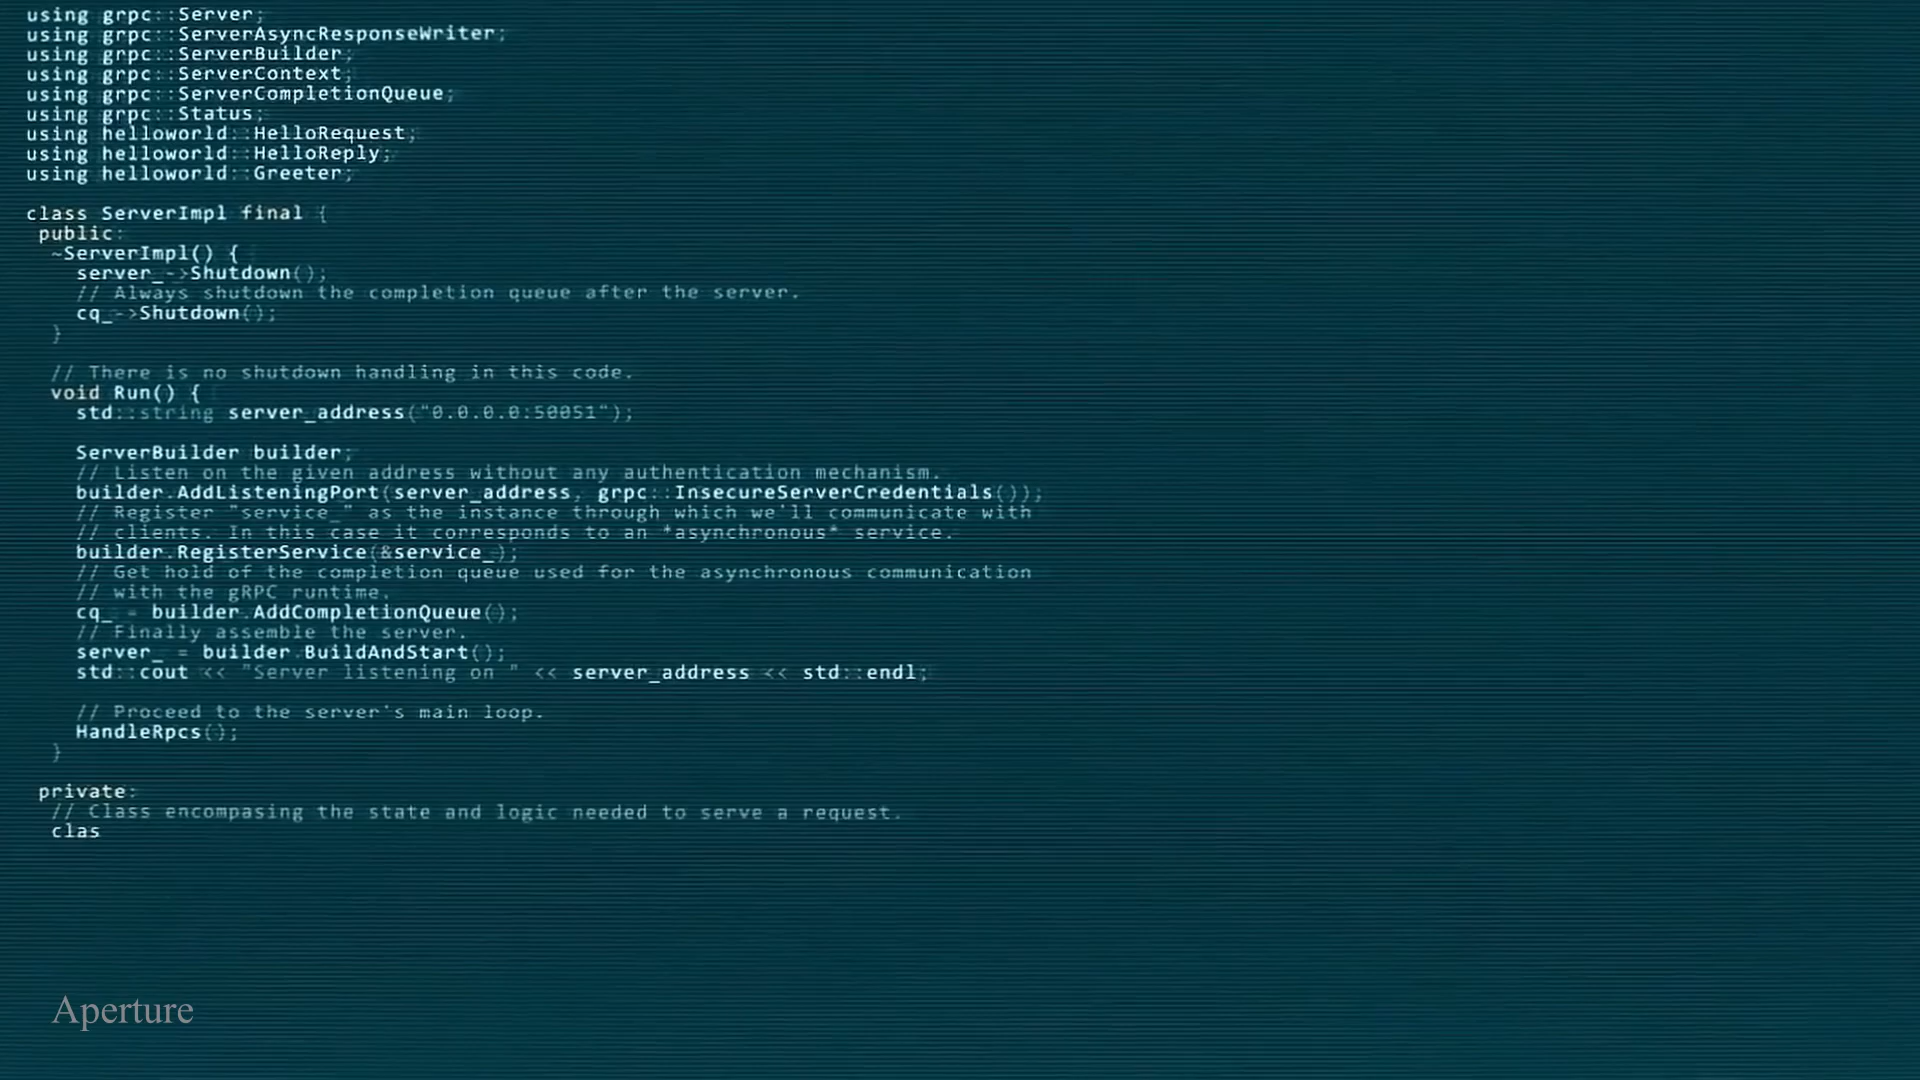 using grpc::Server;
using grpc::ServerAsyncResponseWriter;
using grpc::ServerBuilder;
using grpc::ServerContext;
using grpc::ServerCompletionQueue;
using grpc::Status;
using helloworld::HelloRequest;
using helloworld::HelloReply;
using helloworld::Greeter;
class ServerImpl final {
public:
~ServerImpl() {
server_->Shutdown();
// Always shutdown the completion queue after the server.
cq_->Shutdown();
}
// There is no shutdown handling in this code.
void Run() {
std::string server_address("0.0.0.0:50051");
ServerBuilder builder;
// Listen on the given address without any authentication mechanism.
builder.AddListeningPort(server_address, grpc::InsecureServerCredentials());
// Register "service_" as the instance through which we'll communicate with
// clients. In this case it corresponds to an *asynchronous* service.
builder.RegisterService(&service_);
// Get hold of the completion queue used for the asynchronous communication
// with the gRPC runtime.
cq_ = builder.AddCompletionQueue();
// Finally assemble the server.
server_ = builder.BuildAndStart();
std::cout << "Server listening on " << server_address << std::endl;
// Proceed to the server's main loop.
HandleRpcs();
}
private:
// Class encompasing the state and logic needed to serve a request.
clas
Aperture